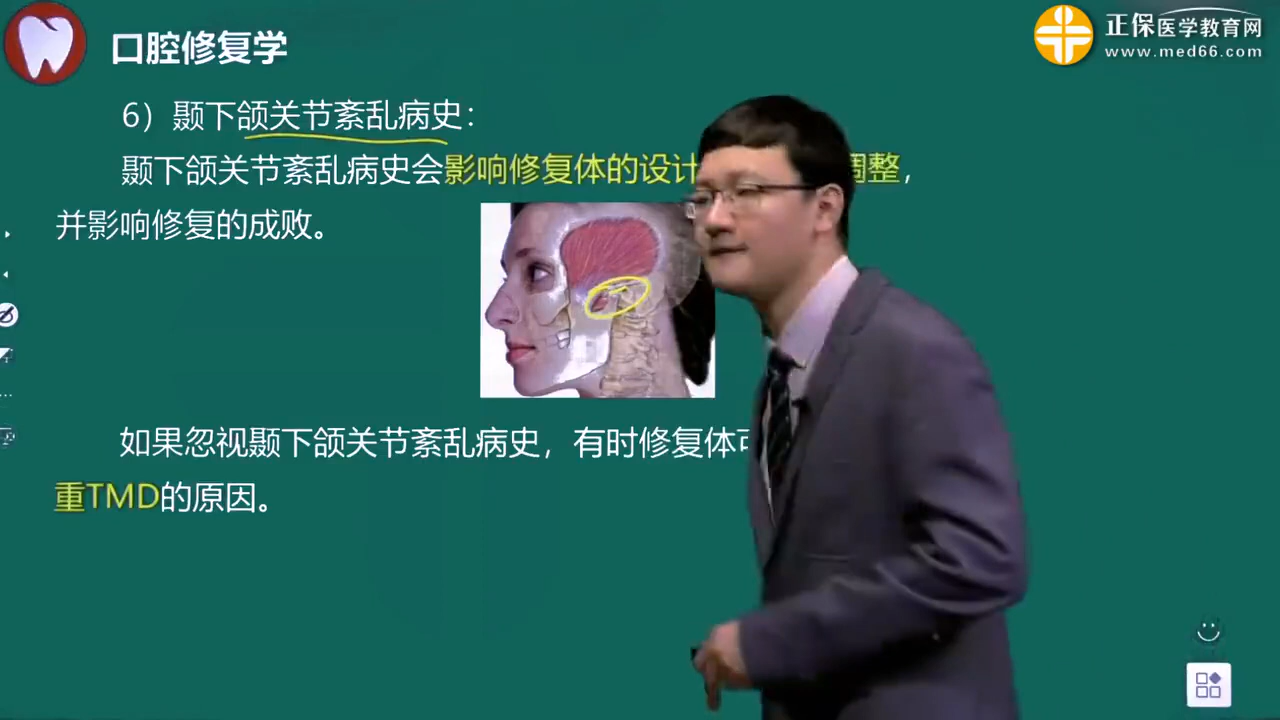 口腔修复学
正保医学教育网
www.med66.com
6）颞下颌关节紊乱病史：
颞下颌关节紊乱病史会影响修复体的设计 调整，
并影响修复的成败。
如果忽视颞下颌关节紊乱病史，有时修复体
重TMD的原因。